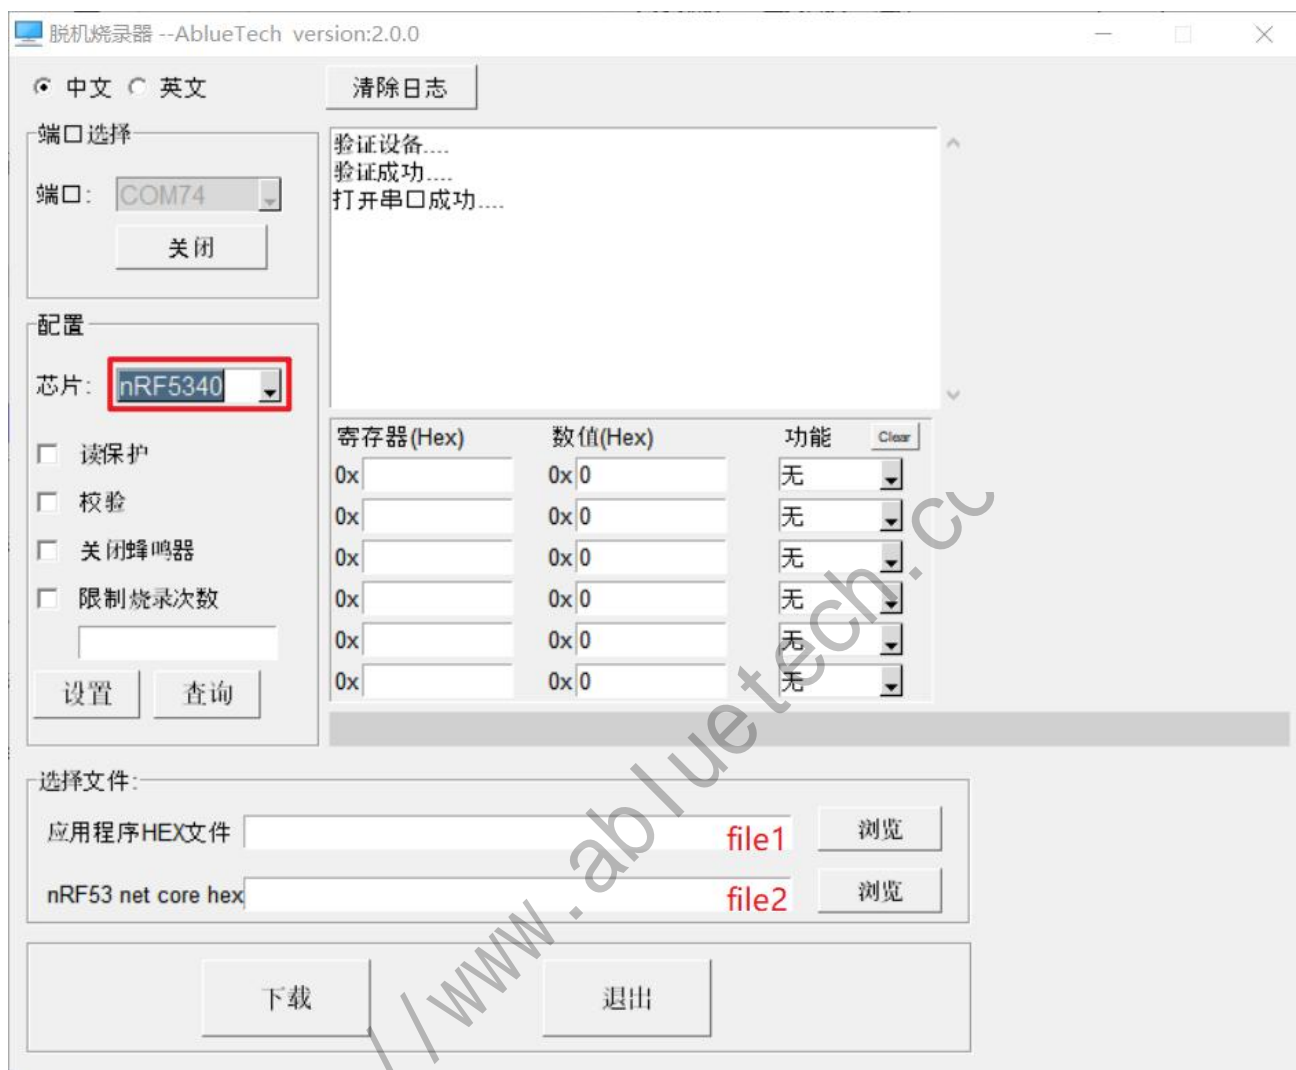 脱机烧录器 --AblueTech version:2.0.0
中文 英文
清除日志
端口选择
端口: COM74
关闭
验证设备....
验证成功....
打开串口成功....
配置
芯片: nRF5340
读保护
校验
关闭蜂鸣器
限制烧录次数
设置 查询
寄存器(Hex) 数值(Hex) 功能 Clear
0x 0x 0 无
0x 0x 0 无
0x 0x 0 无
0x 0x 0 无
0x 0x 0 无
0x 0x 0 无
选择文件:
应用程序HEX文件 file1 浏览
nRF53 net core hex file2 浏览
下载 退出
//www.abluetech.co